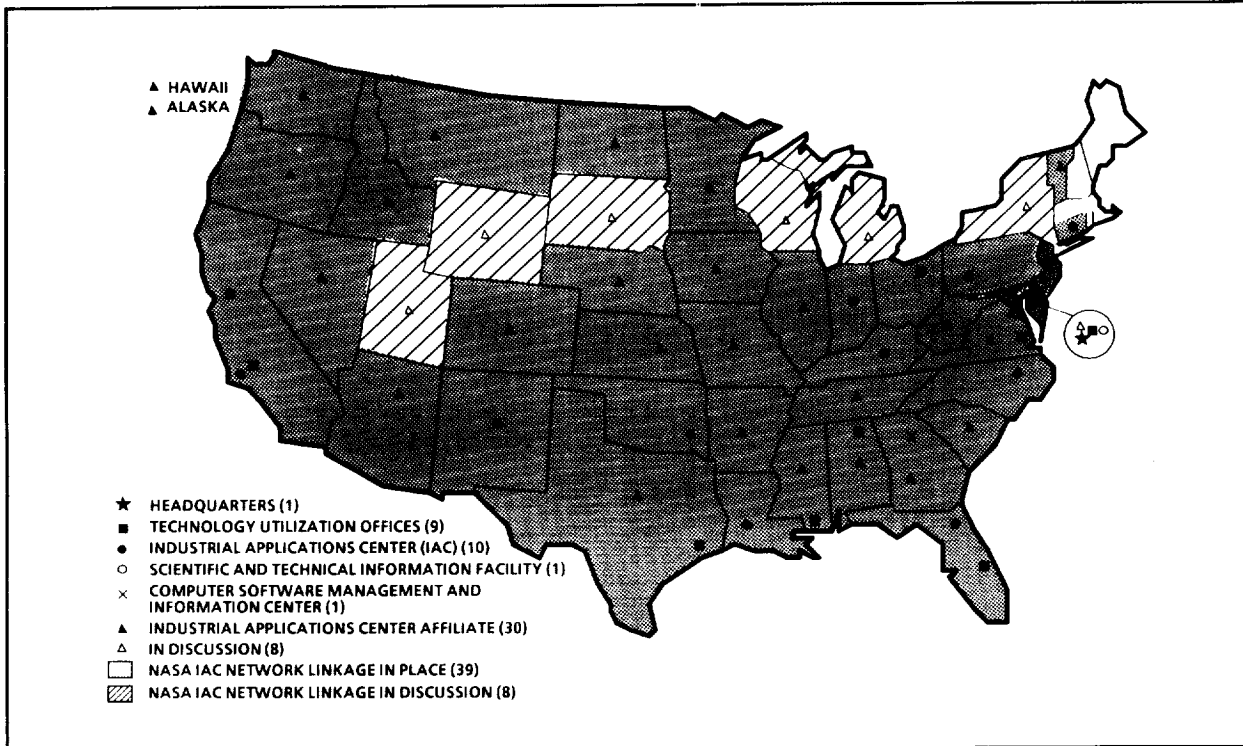 HAWAII
ALASKA
HEADQUARTERS (1)
TECHNOLOGY UTILIZATION OFFICES (9)
INDUSTRIAL APPLICATIONS CENTER (IAC) (10)
SCIENTIFIC AND TECHNICAL INFORMATION FACILITY (1)
COMPUTER SOFTWARE MANAGEMENT AND
INFORMATION CENTER (1)
INDUSTRIAL APPLICATIONS CENTER AFFILIATE (30)
IN DISCUSSION (8)
NASA IAC NETWORK LINKAGE IN PLACE (39)
NASA IAC NETWORK LINKAGE IN DISCUSSION (8)